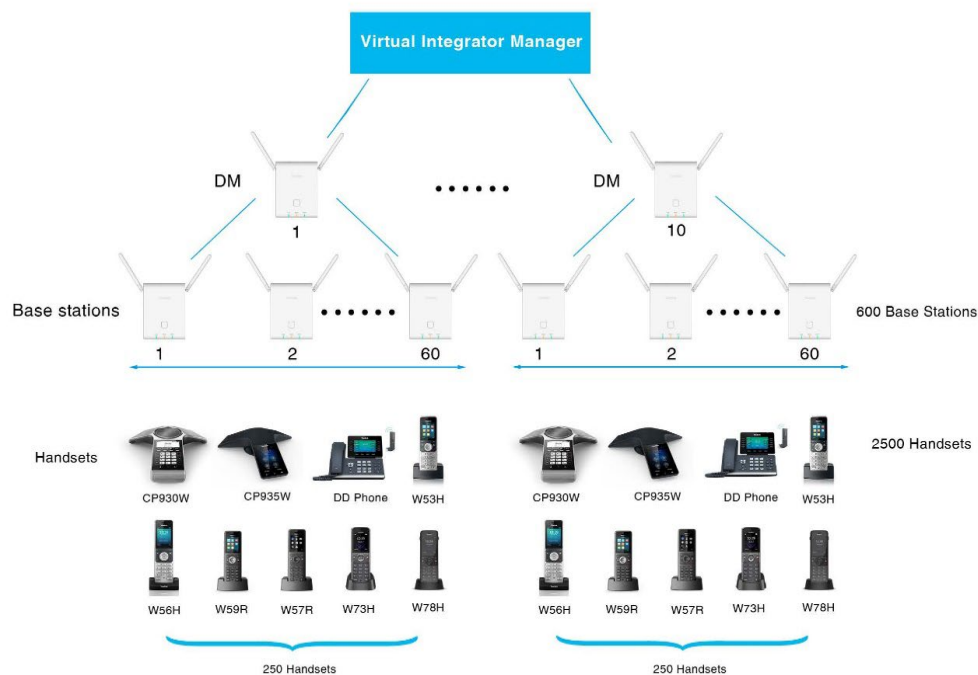 Virtual Integrator Manager
DM
DM
1
10
Base stations
600 Base Stations
1
2
60
1
2
60
Handsets
2500 Handsets
CP930W
CP935W
DD Phone
W53H
CP930W
CP935W
DD Phone
W53H
W56H
W59R
W57R
W73H
W78H
W56H
W59R
W57R
W73H
W78H
250 Handsets
250 Handsets